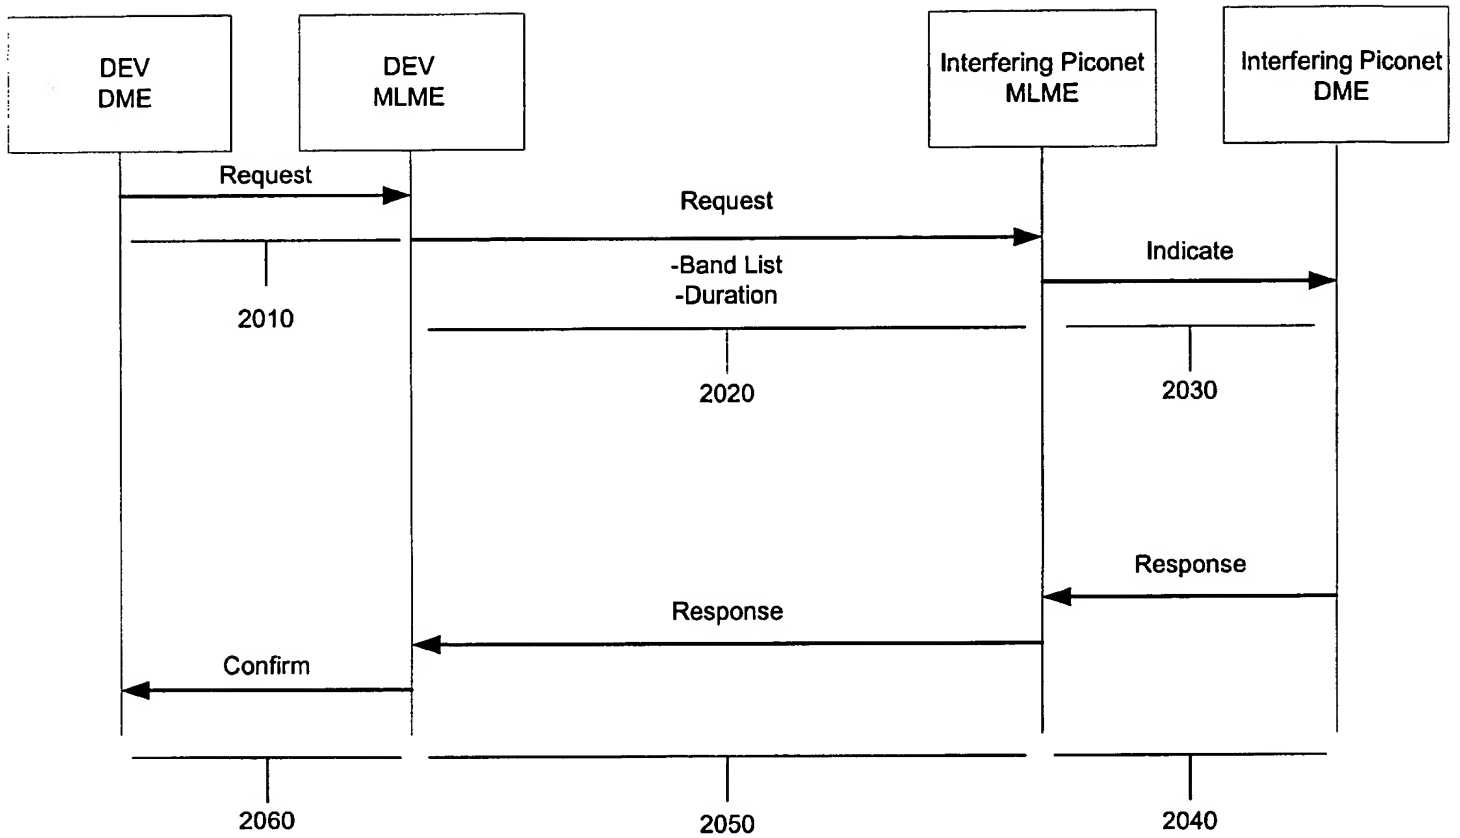 DEV
DME
DEV
MLME
Interfering Piconet
MLME
Interfering Piconet
DME
Request
Request
-Band List
-Duration
Indicate
2010
2020
2030
Response
Response
Confirm
2060
2050
2040